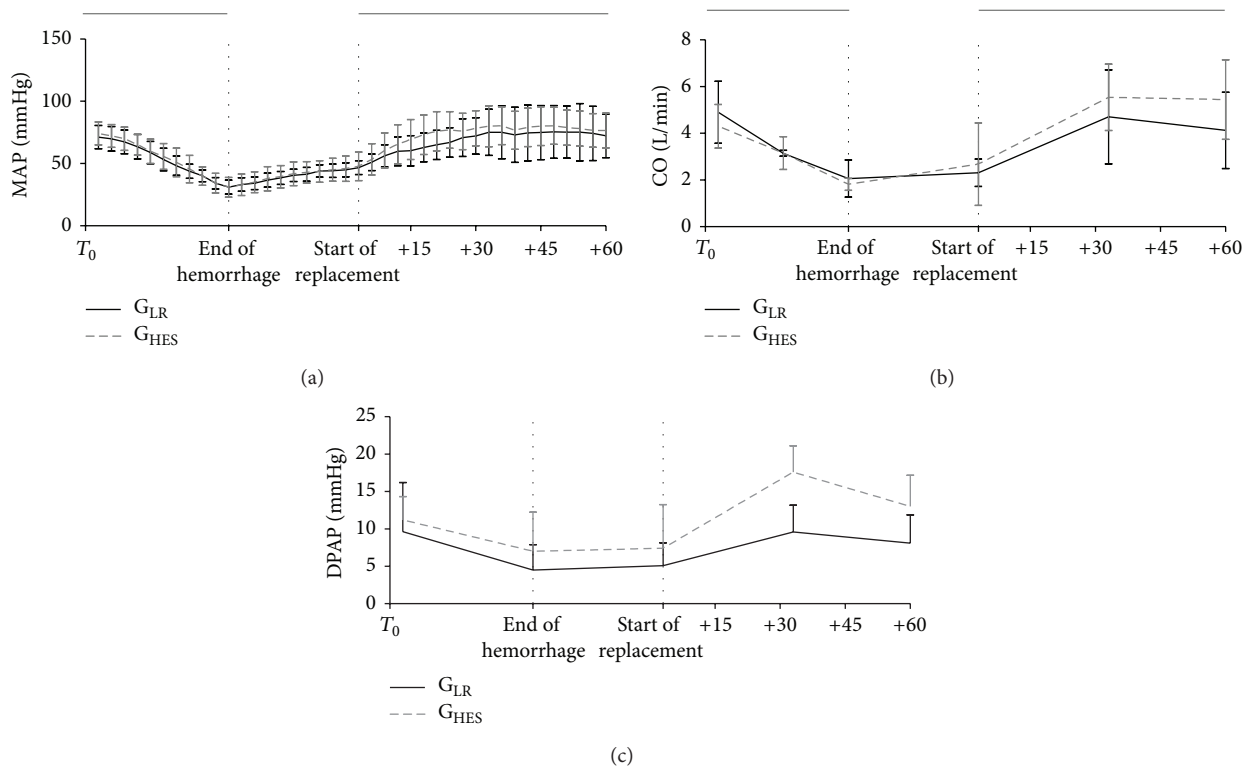 150
100
50
0
MAP (mmHg)
T0
End of hemorrhage
Start of replacement
+15
+30
+45
+60
GLR
GHES
(a)
8
6
4
2
0
CO (L/min)
T0
End of hemorrhage
Start of replacement
+15
+30
+45
+60
GLR
GHES
(b)
25
20
15
10
5
0
DPAP (mmHg)
T0
End of hemorrhage
Start of replacement
+15
+30
+45
+60
GLR
GHES
(c)